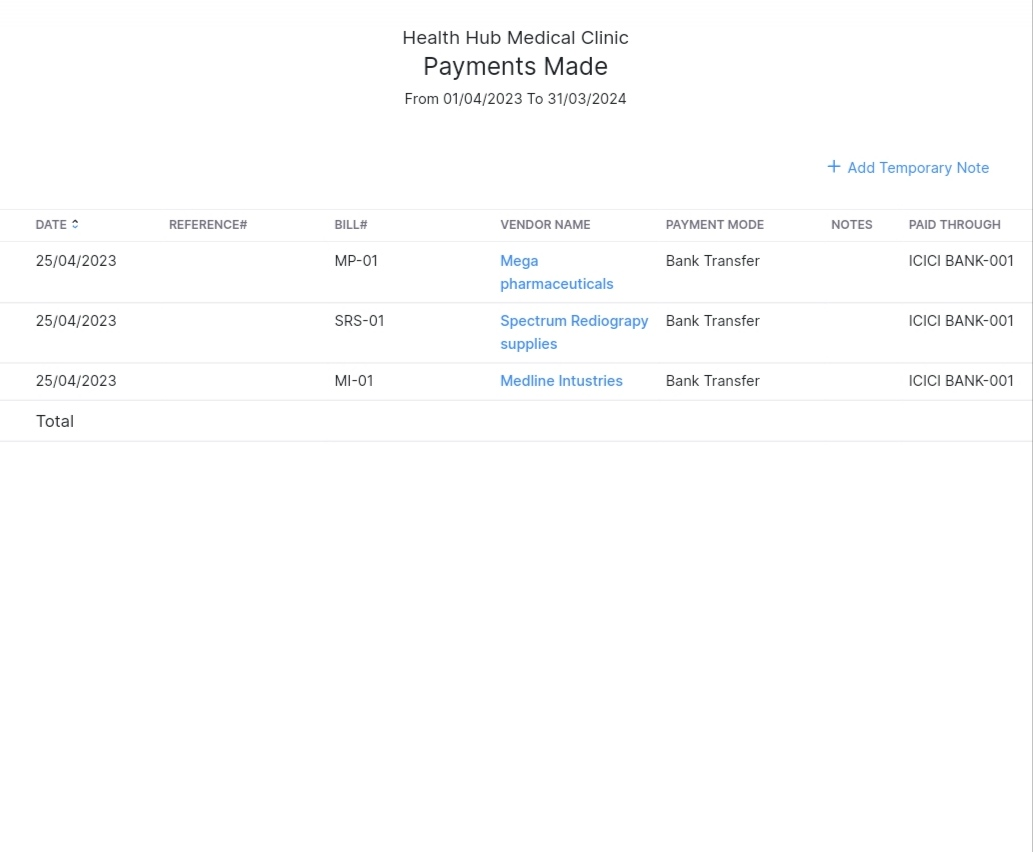 Health Hub Medical Clinic
Payments Made
From 01/04/2023 To 31/03/2024
+ Add Temporary Note
DATE REFERENCE# BILL# VENDOR NAME PAYMENT MODE NOTES PAID THROUGH
25/04/2023 MP-01 Mega Bank Transfer ICICI BANK-001
pharmaceuticals
25/04/2023 SRS-01 Spectrum Rediograpy Bank Transfer ICICI BANK-001
supplies
25/04/2023 MI-01 Medline Intustries Bank Transfer ICICI BANK-001
Total